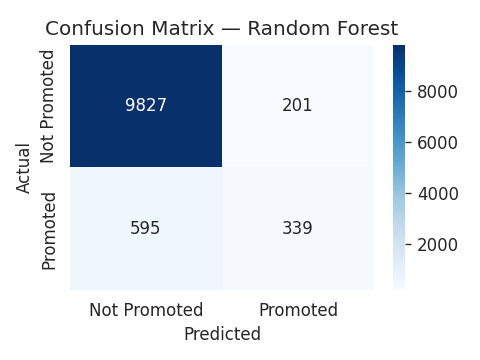 Confusion Matrix — Random Forest
Actual
Not Promoted
Promoted
9827
201
595
339
Not Promoted
Promoted
Predicted
8000
6000
4000
2000